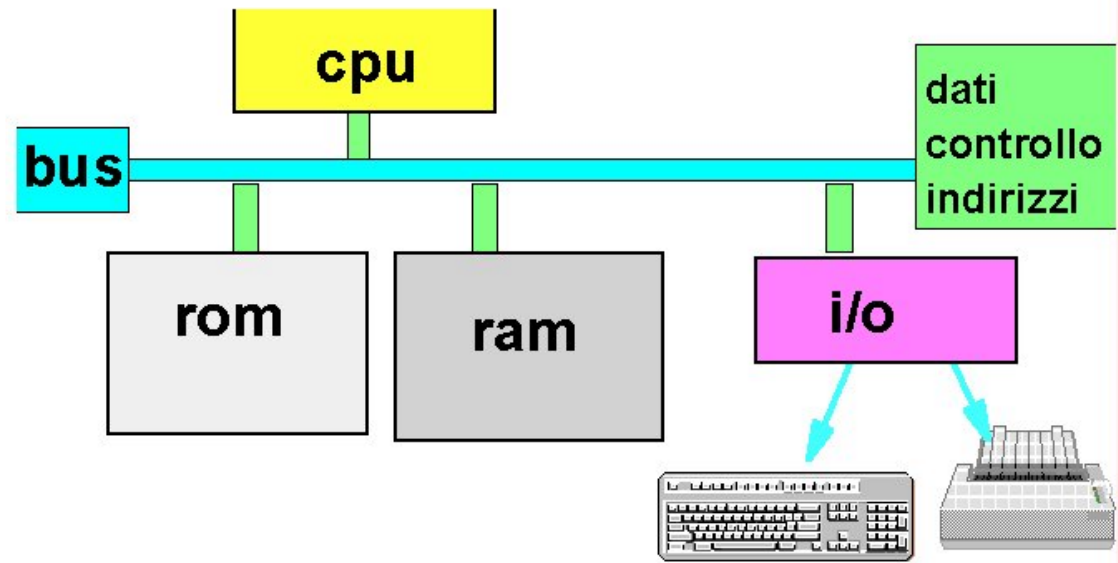 cpu
bus
dati
controllo
indirizzi
rom
ram
i/o